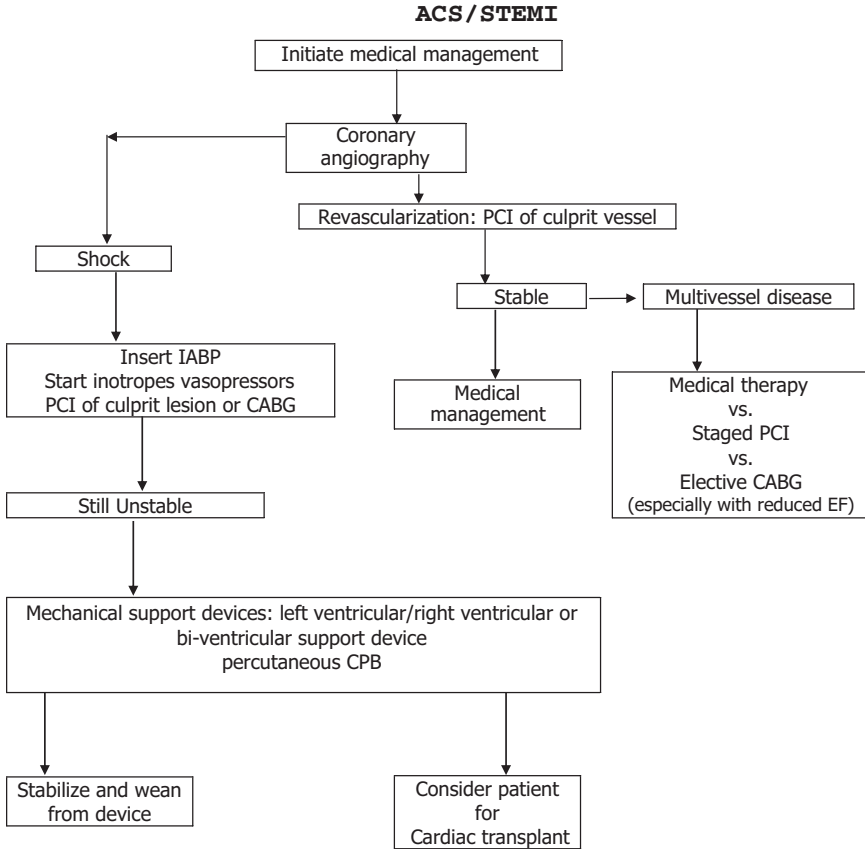 ACS/STEMI
Initiate medical management
Coronary
angiography
Revascularization: PCI of culprit vessel
Shock
Stable
Multivessel disease
Insert IABP
Start inotropes vasopressors
PCI of culprit lesion or CABG
Medical
management
Medical therapy
vs.
Staged PCI
vs.
Elective CABG
(especially with reduced EF)
Still Unstable
Mechanical support devices: left ventricular/right ventricular or
bi-ventricular support device
percutaneous CPB
Stabilize and wean
from device
Consider patient
for
Cardiac transplant